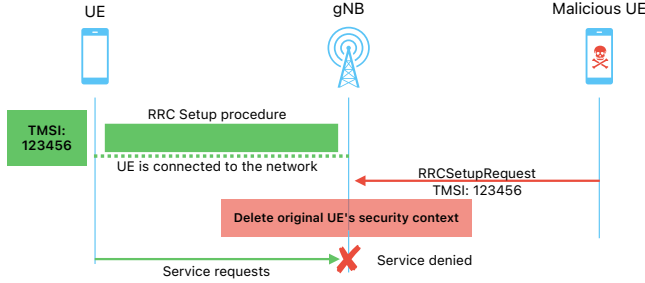 UE
gNB
Malicious UE
RRC Setup procedure
TMSI:
123456
UE is connected to the network
RRCSetupRequest
TMSI: 123456
Delete original UE's security context
Service requests
Service denied